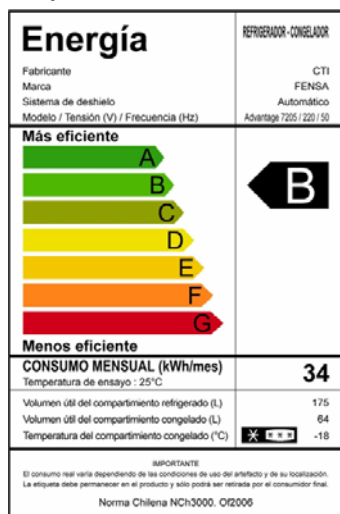 Energía REFRIGERADOR - CONGELADOR
Fabricante CTI
Marca FENSA
Sistema de deshielo Automático
Modelo / Tensión (V) / Frecuencia (Hz) Advantage 7205 / 220 / 50
Más eficiente
A
B B
C
D
E
F
G
Menos eficiente
CONSUMO MENSUAL (kWh/mes) 34
Temperatura de ensayo : 25°C
Volumen útil del compartimiento refrigerado (L) 175
Volumen útil del compartimiento congelado (L) 64
Temperatura del compartimiento congelado (°C) -18
IMPORTANTE
El consumo real varía dependiendo de las condiciones de uso del artefacto y de su localización.
La etiqueta debe permanecer en el producto y sólo podrá ser retirada por el consumidor final.
Norma Chilena NCh3000. Of2006